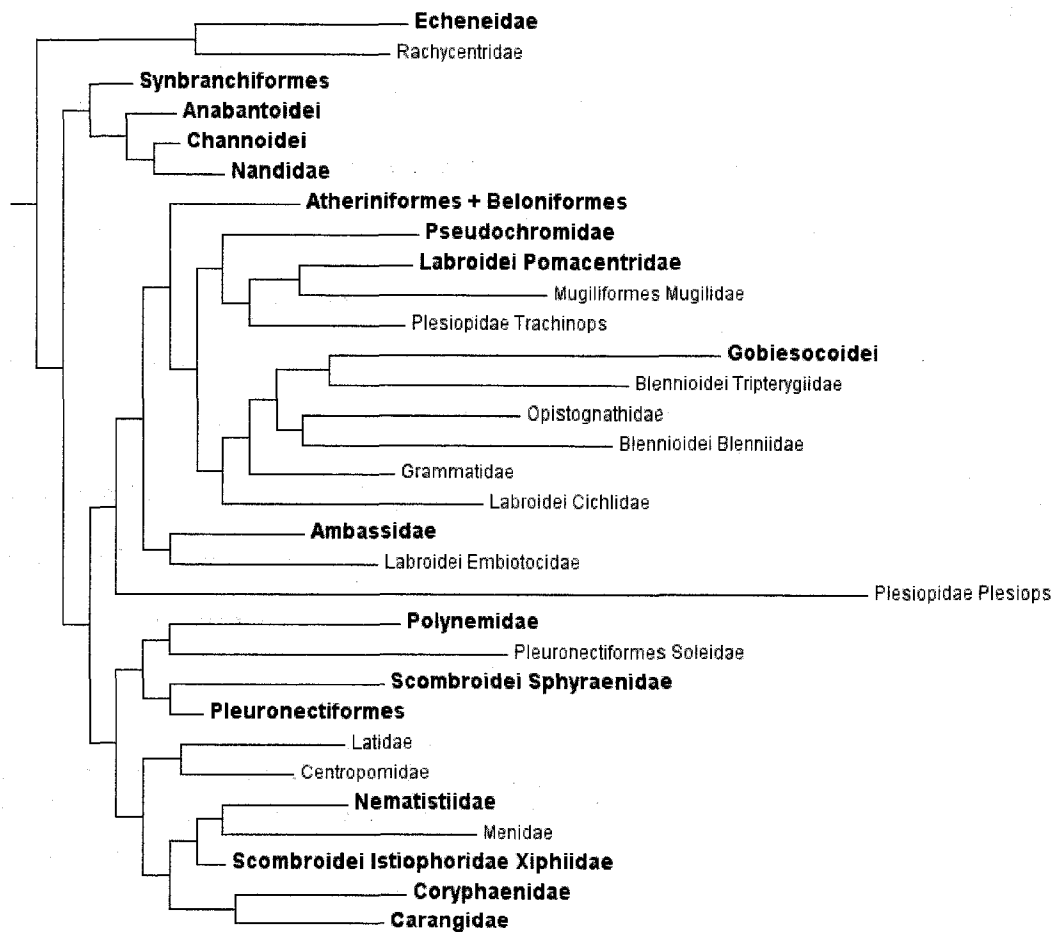 Echeneidae
Rachycentridae
Synbranchiformes
Anabantoidei
Channoidei
Nandidae
Atheriniformes + Beloniformes
Pseudochromidae
Labroidei Pomacentridae
Mugiliformes Mugilidae
Plesiopidae Trachinops
Gobiesocoidei
Blennioidei Tripterygiidae
Opistognathidae
Blennioidei Blenniidae
Grammatidae
Labroidei Cichlidae
Ambassidae
Labroidei Embiotocidae
Plesiopidae Plesiops
Polynemidae
Pleuronectiformes Soleidae
Scombroidei Sphyraenidae
Pleuronectiformes
Latidae
Centropomidae
Nematistiidae
Menidae
Scombroidei Istiophoridae Xiphiidae
Coryphaenidae
Carangidae